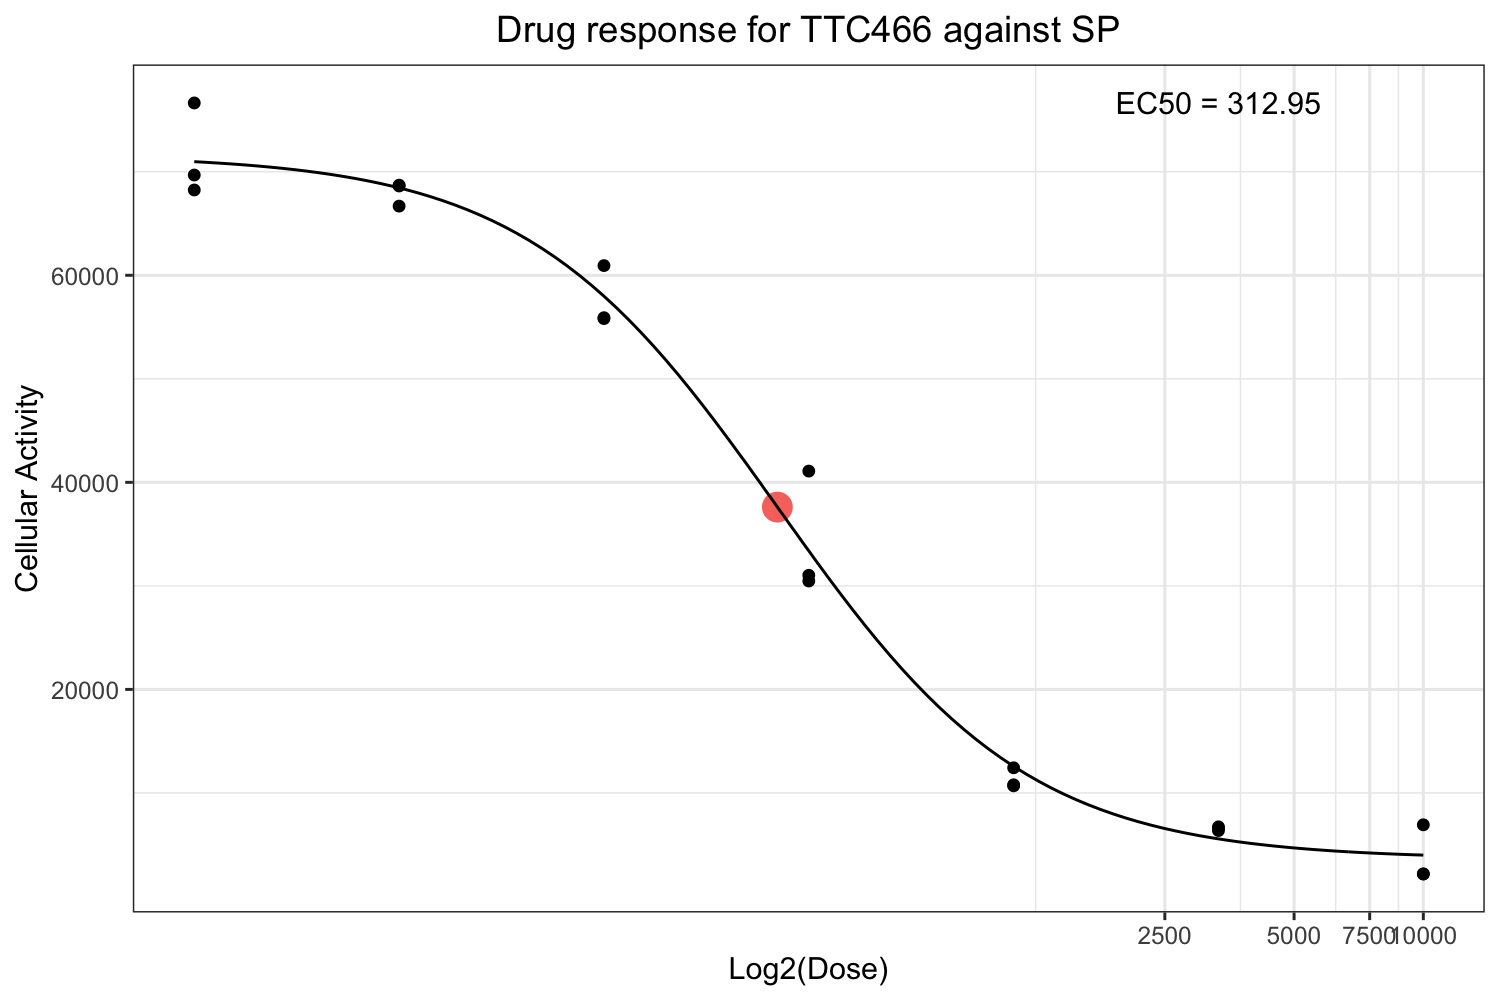 Drug response for TTC466 against SP
EC50 = 312.95
Cellular Activity
60000
40000
20000
2500 5000 7500 10000
Log2(Dose)